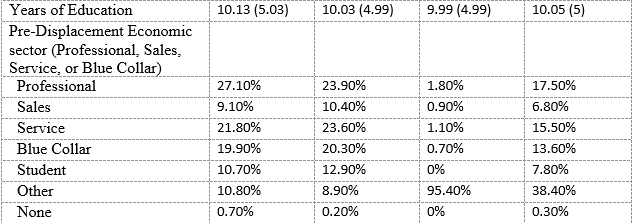 Years of Education 10.13 (5.03) 10.03 (4.99) 9.99 (4.99) 10.05 (5)
Pre-Displacement Economic
sector (Professional, Sales,
Service, or Blue Collar)
Professional 27.10% 23.90% 1.80% 17.50%
Sales 9.10% 10.40% 0.90% 6.80%
Service 21.80% 23.60% 1.10% 15.50%
Blue Collar 19.90% 20.30% 0.70% 13.60%
Student 10.70% 12.90% 0% 7.80%
Other 10.80% 8.90% 95.40% 38.40%
None 0.70% 0.20% 0% 0.30%